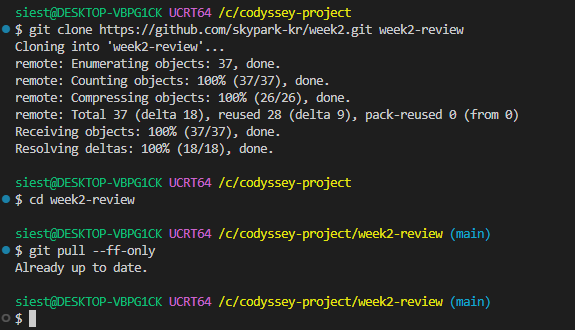 siest@DESKTOP-VBPG1CK UCRT64 /c/codyssey-project
$ git clone https://github.com/skypark-kr/week2.git week2-review
Cloning into 'week2-review'...
remote: Enumerating objects: 37, done.
remote: Counting objects: 100% (37/37), done.
remote: Compressing objects: 100% (26/26), done.
remote: Total 37 (delta 18), reused 28 (delta 9), pack-reused 0 (from 0)
Receiving objects: 100% (37/37), done.
Resolving deltas: 100% (18/18), done.
siest@DESKTOP-VBPG1CK UCRT64 /c/codyssey-project
$ cd week2-review
siest@DESKTOP-VBPG1CK UCRT64 /c/codyssey-project/week2-review (main)
$ git pull --ff-only
Already up to date.
siest@DESKTOP-VBPG1CK UCRT64 /c/codyssey-project/week2-review (main)
$